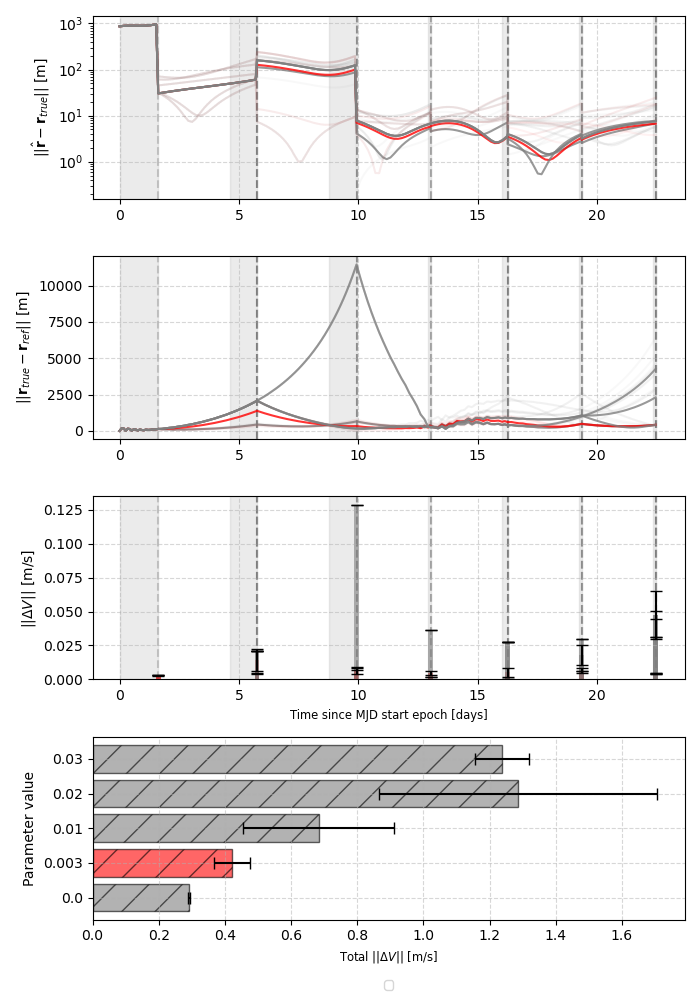 ||r̂ − r_true|| [m]
10³
10²
10¹
10⁰
0 5 10 15 20
||r_true − r_ref|| [m]
10000
7500
5000
2500
0
0 5 10 15 20
||ΔV|| [m/s]
0.125
0.100
0.075
0.050
0.025
0.000
0 5 10 15 20
Time since MJD start epoch [days]
Parameter value
0.03
0.02
0.01
0.003
0.0
0.0 0.2 0.4 0.6 0.8 1.0 1.2 1.4 1.6
Total ||ΔV|| [m/s]